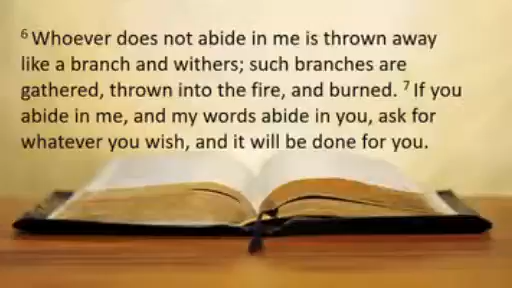 6 Whoever does not abide in me is thrown away
like a branch and withers; such branches are
gathered, thrown into the fire, and burned. 7 If you
abide in me, and my words abide in you, ask for
whatever you wish, and it will be done for you.